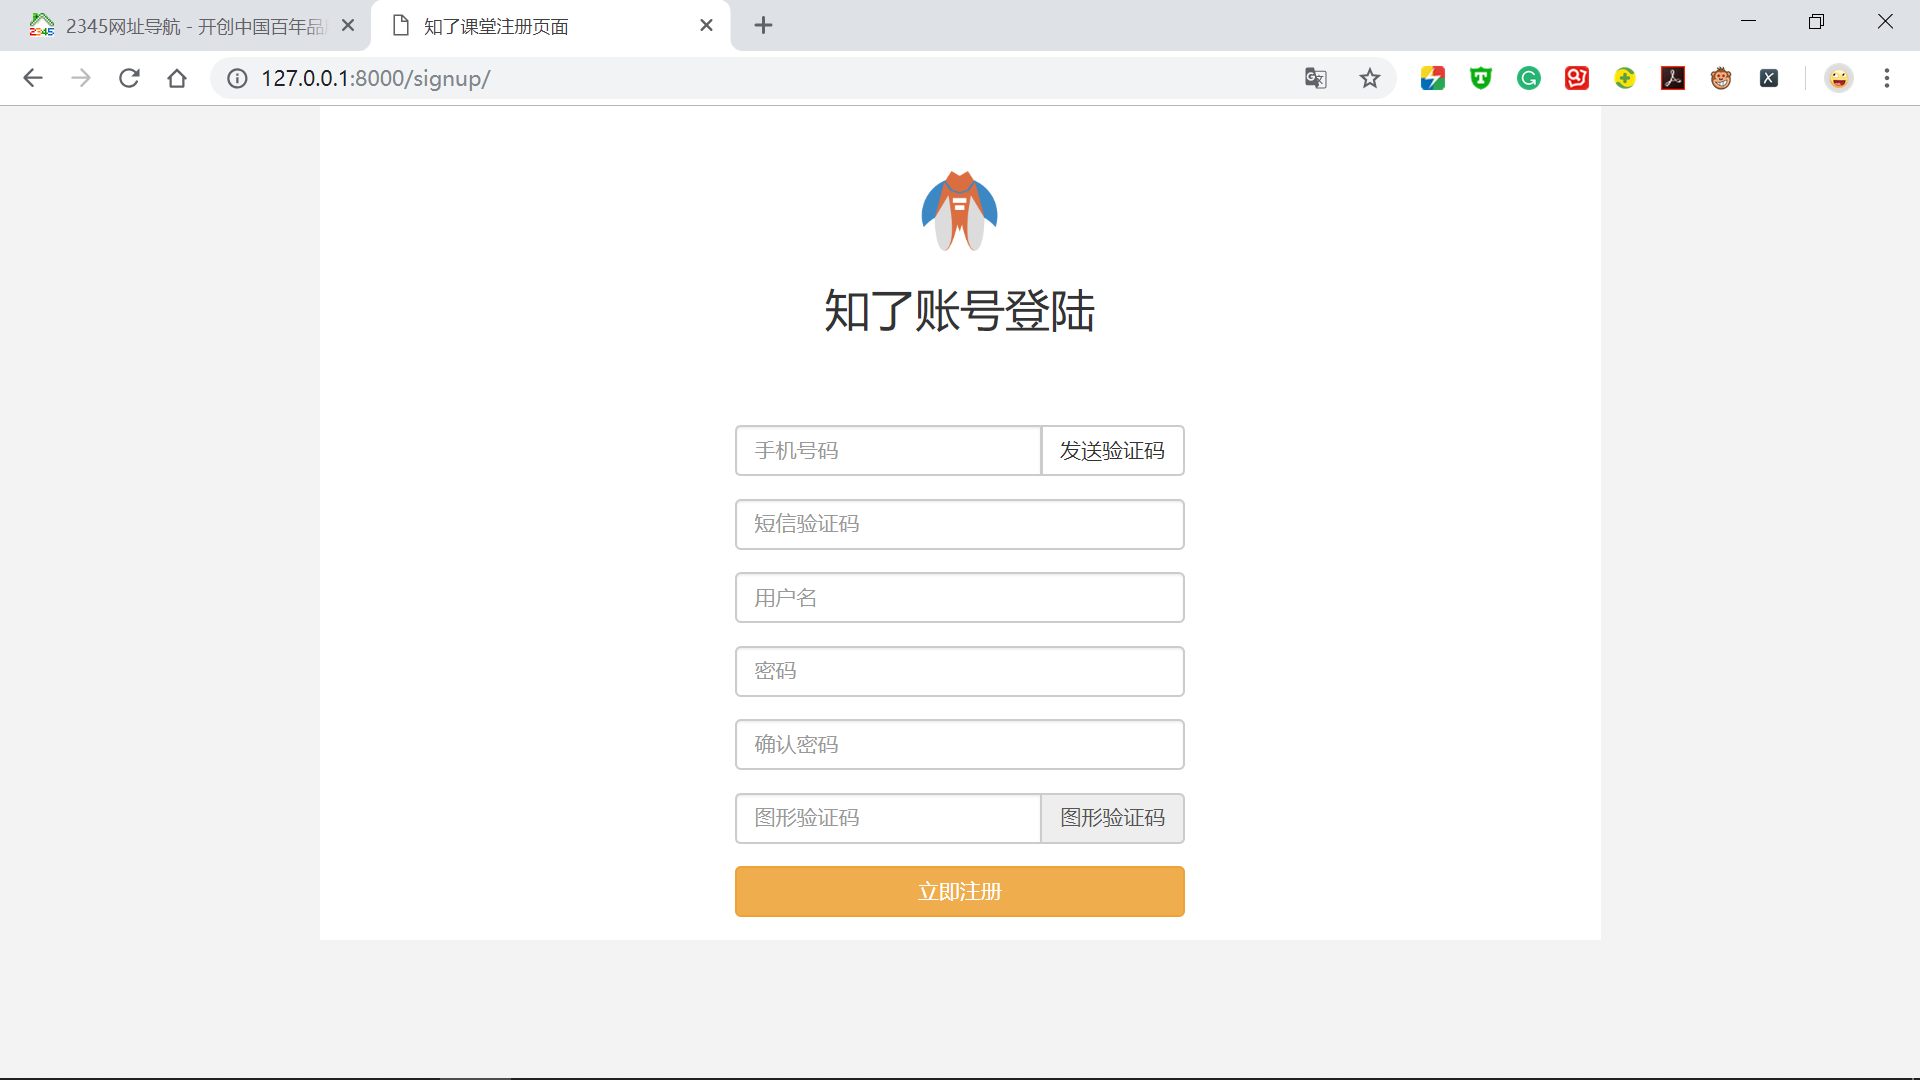 2345网址导航 - 开创中国百年品
知了课堂注册页面
127.0.0.1:8000/signup/
知了账号登陆
手机号码 发送验证码
短信验证码
用户名
密码
确认密码
图形验证码 图形验证码
立即注册